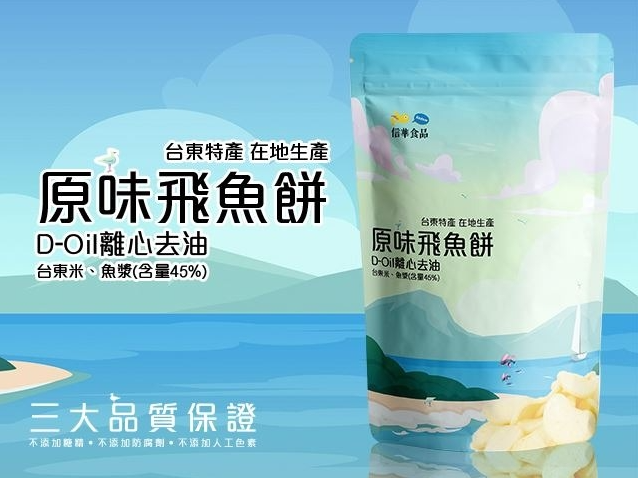 台東特產 在地生產
原味飛魚餅
D-Oil離心去油
台東米、魚漿(含量45%)
三大品質保證
不添加糖精•不添加防腐劑•不添加人工色素
信華食品
台東特產 在地生產
原味飛魚餅
D-Oil離心去油
台東米、魚漿(含量45%)